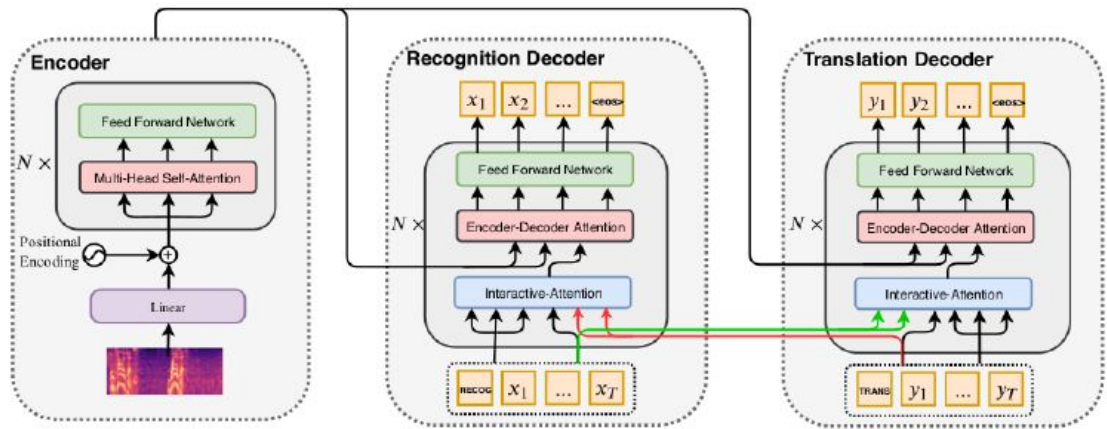 Encoder
Feed Forward Network
N ×
Multi-Head Self-Attention
Positional
Encoding
Linear
Recognition Decoder
x1 x2 ... <eos>
Feed Forward Network
N ×
Encoder-Decoder Attention
Interactive-Attention
RECOG x1 ... xT
Translation Decoder
y1 y2 ... <eos>
Feed Forward Network
N ×
Encoder-Decoder Attention
Interactive-Attention
TRANS y1 ... yT